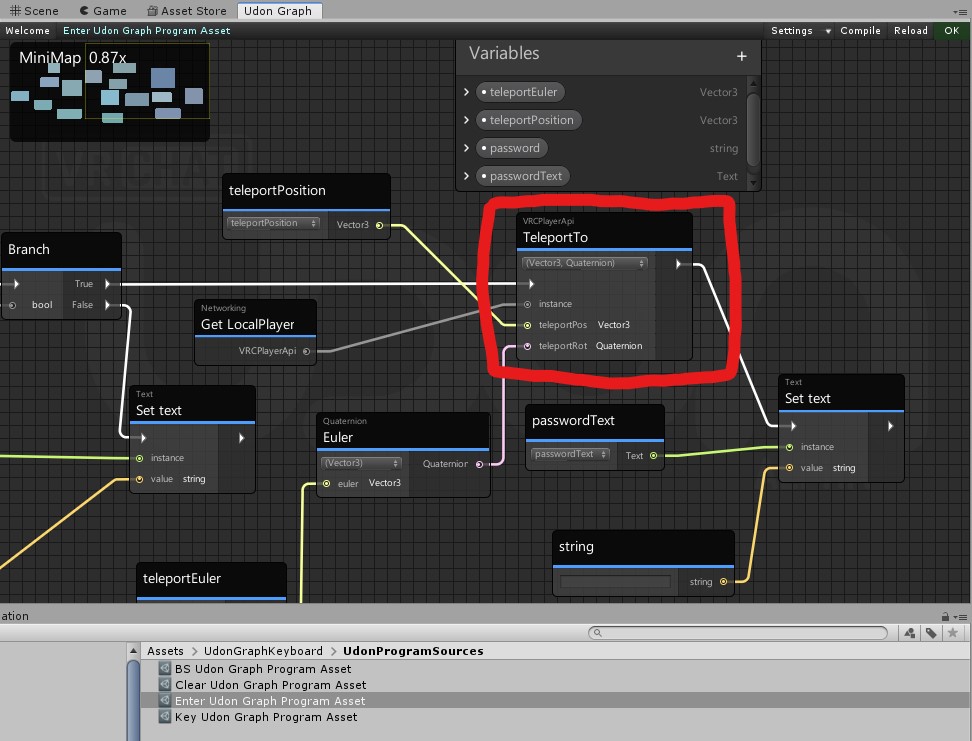 Scene
Game
Asset Store
Udon Graph
Welcome
Enter Udon Graph Program Asset
Settings
Compile
Reload
OK
MiniMap 0.87x
Variables
+
teleportEuler
Vector3
teleportPosition
Vector3
password
string
passwordText
Text
teleportPosition
teleportPosition
Vector3
VRCPlayerApi
TeleportTo
(Vector3, Quaternion)
instance
teleportPos Vector3
teleportRot Quaternion
Branch
True
bool
False
Networking
Get LocalPlayer
VRCPlayerApi
Text
Set text
instance
value string
Quaternion
Euler
(Vector3)
Quaternion
euler Vector3
passwordText
passwordText
Text
Text
Set text
instance
value string
string
string
teleportEuler
ation
Assets > UdonGraphKeyboard > UdonProgramSources
BS Udon Graph Program Asset
Clear Udon Graph Program Asset
Enter Udon Graph Program Asset
Key Udon Graph Program Asset